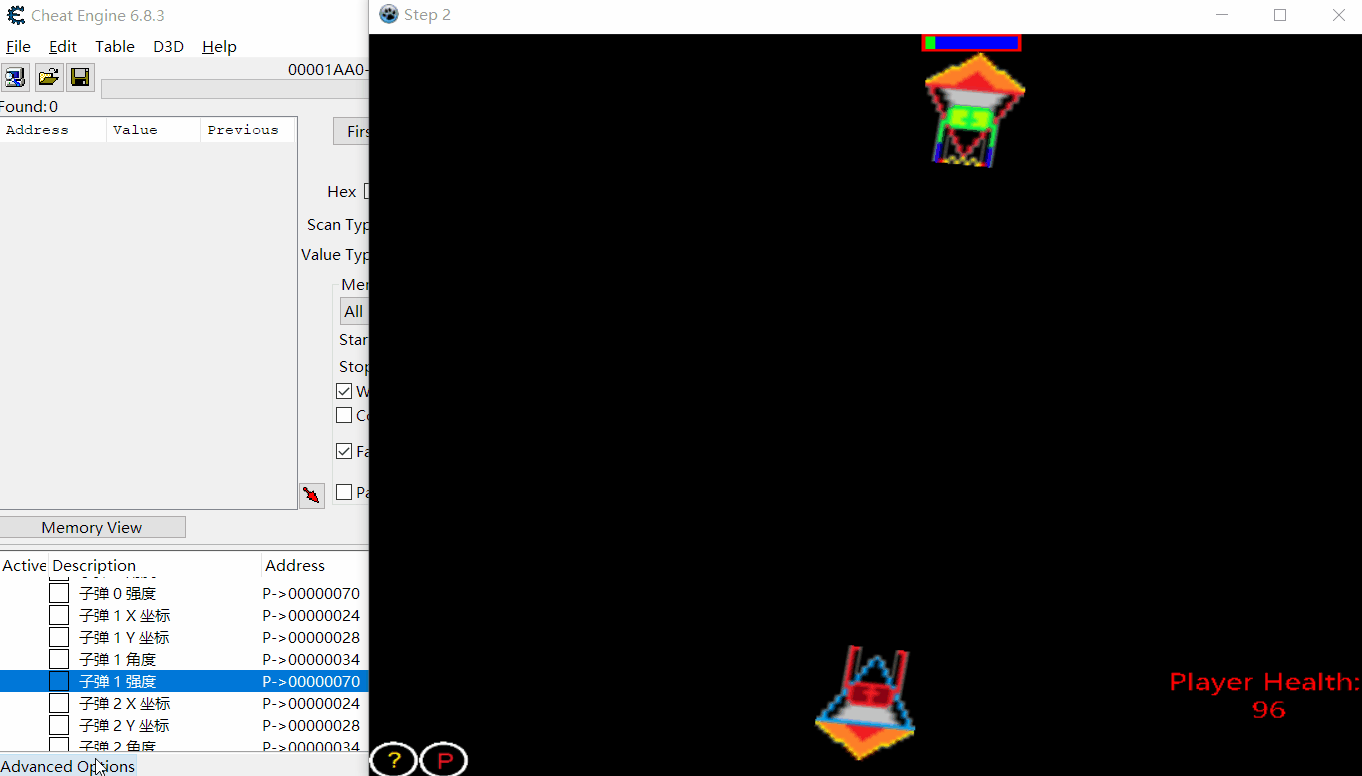 Cheat Engine 6.8.3
File Edit Table D3D Help
00001AA0-
Found:0
Address Value Previous
Firs
Hex
Scan Typ
Value Typ
Mem
All
Star
Stop
W
Co
Fa
Pa
Memory View
Active Description Address
子弹 0 强度 P->00000070
子弹 1 X 坐标 P->00000024
子弹 1 Y 坐标 P->00000028
子弹 1 角度 P->00000034
子弹 1 强度 P->00000070
子弹 2 X 坐标 P->00000024
子弹 2 Y 坐标 P->00000028
子弹 2 角度 P->00000034
Advanced Options
Step 2
Player Health:
96
? P